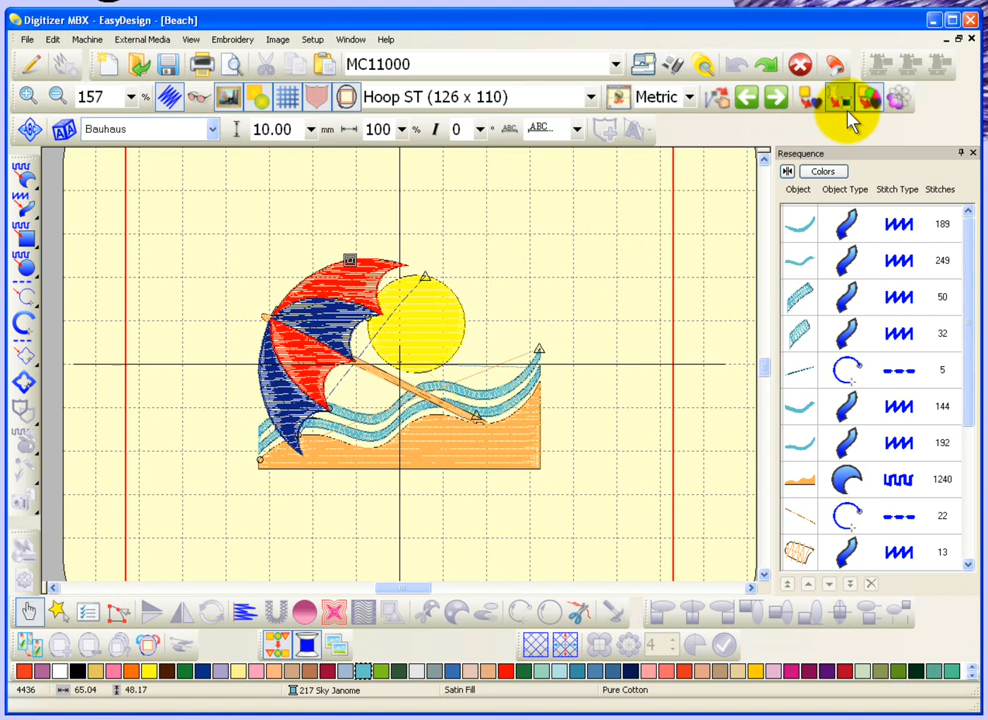 Digitizer MBX - EasyDesign - [Beach]
File Edit Machine External Media View Embroidery Image Setup Window Help
MC11000
157 % Hoop ST (126 x 110) Metric
Bauhaus 10.00 100 % 0 ABC ABC...
Resequence
Colors
Object Object Type Stitch Type Stitches
189
249
50
32
5
144
192
1240
22
13
4
4436 65.04 48.17 217 Sky Janome Satin Fill Pure Cotton